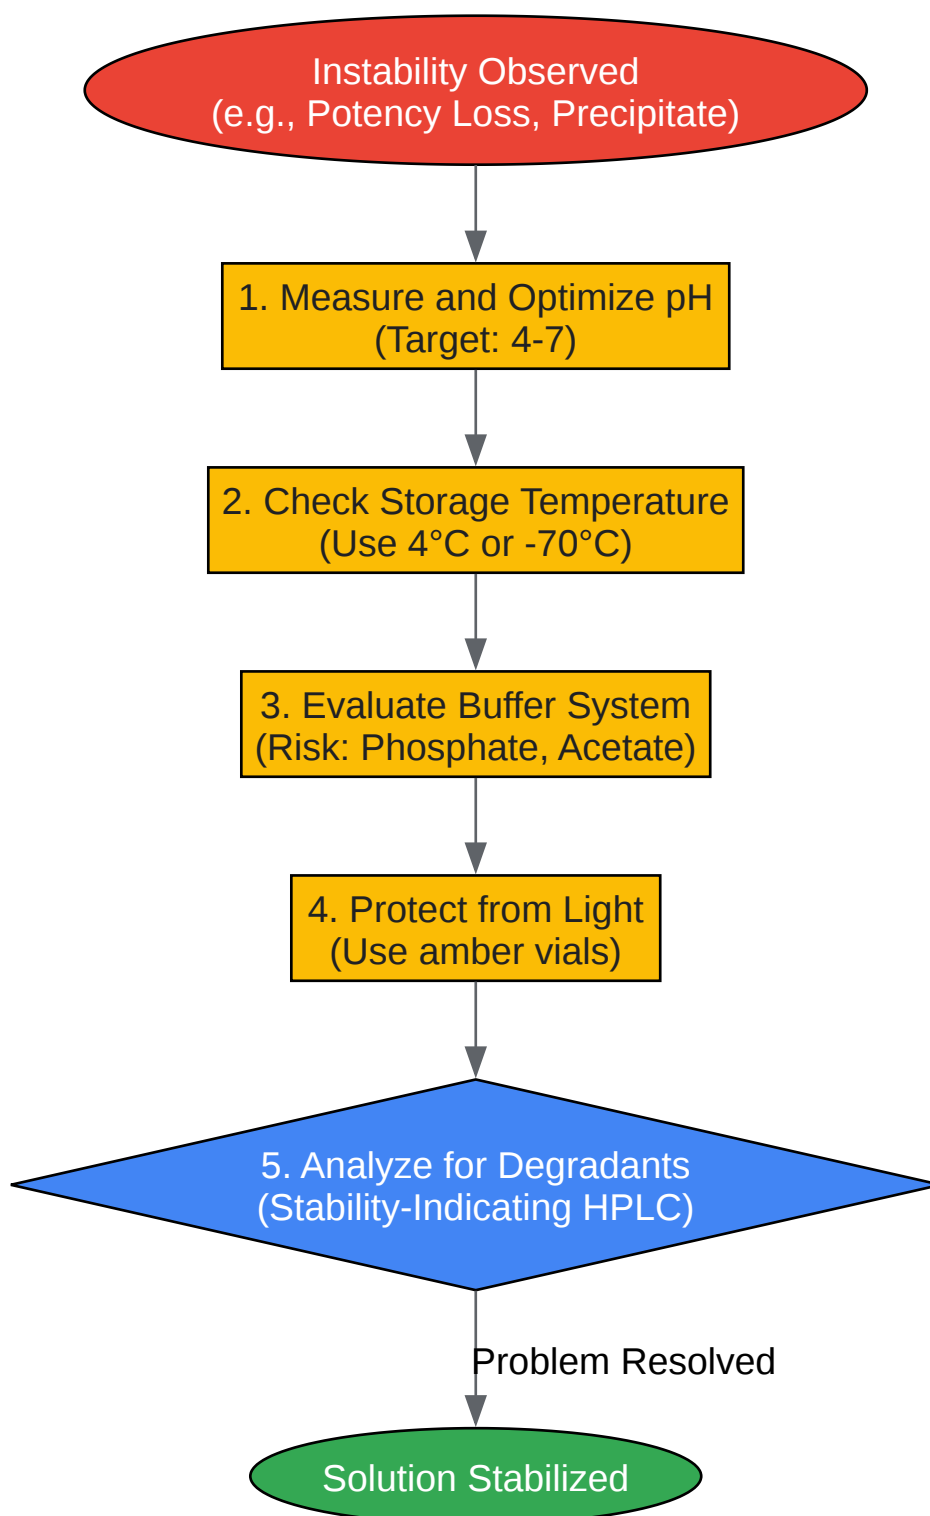 Instability Observed
(e.g., Potency Loss, Precipitate)
1. Measure and Optimize pH
(Target: 4-7)
2. Check Storage Temperature
(Use 4°C or -70°C)
3. Evaluate Buffer System
(Risk: Phosphate, Acetate)
4. Protect from Light
(Use amber vials)
5. Analyze for Degradants
(Stability-Indicating HPLC)
Problem Resolved
Solution Stabilized